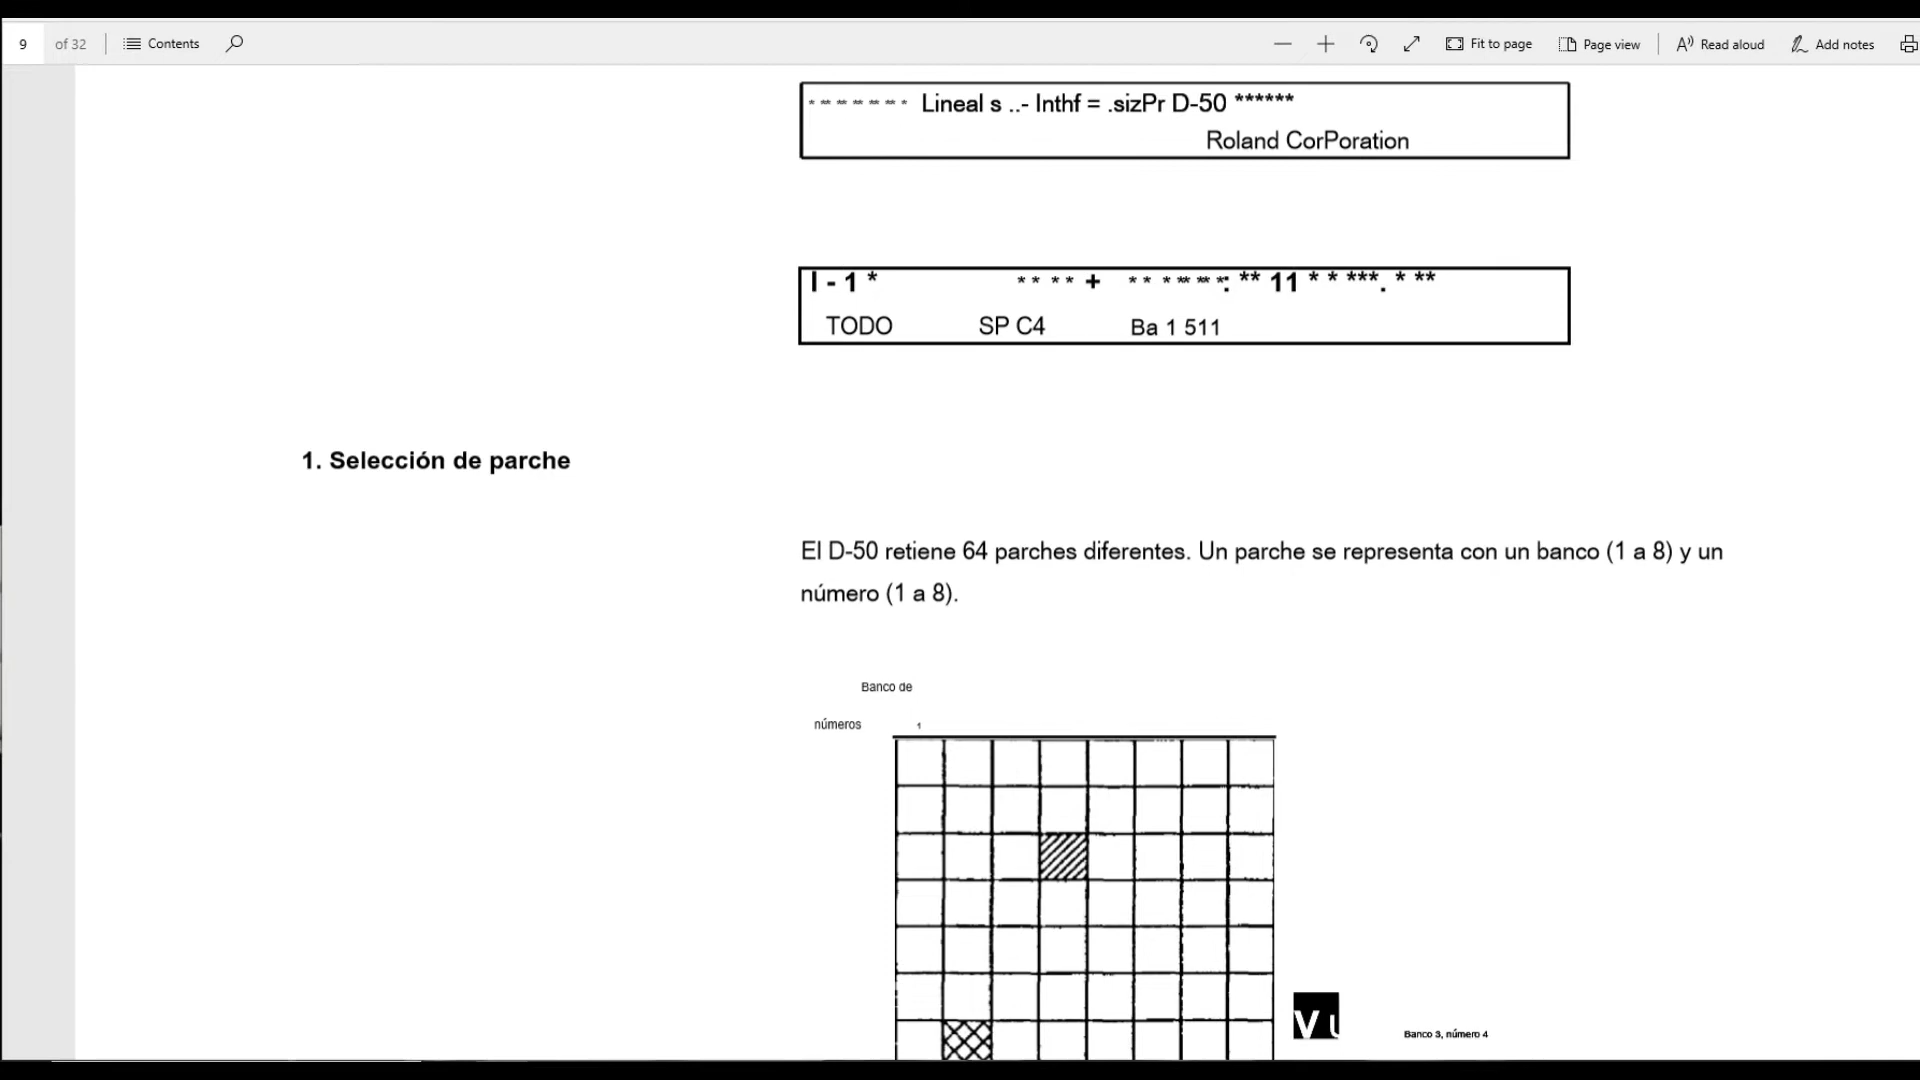 9 of 32 Contents Fit to page Page view Read aloud Add notes
* ** ** ** ** ** * Lineal s ..- Inthf = .sizPr D-50 ******
Roland CorPoration
I - 1 * * * * * + * * * ** ** *: ** 11 * * ***. * **
TODO SP C4 Ba 1 511
1. Selección de parche
El D-50 retiene 64 parches diferentes. Un parche se representa con un banco (1 a 8) y un
número (1 a 8).
Banco de
números 1
Banco 3, número 4